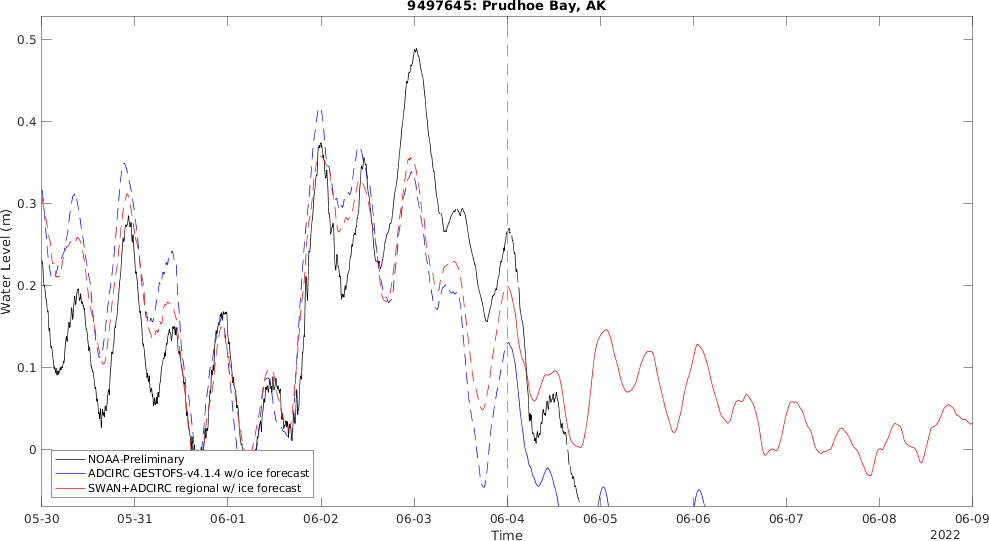 9497645: Prudhoe Bay, AK
0.5
0.4
0.3
0.2
0.1
0
Water Level (m)
NOAA-Preliminary
ADCIRC GESTOFS-v4.1.4 w/o ice forecast
SWAN+ADCIRC regional w/ ice forecast
05-30 05-31 06-01 06-02 06-03 06-04 06-05 06-06 06-07 06-08 06-09
Time
2022